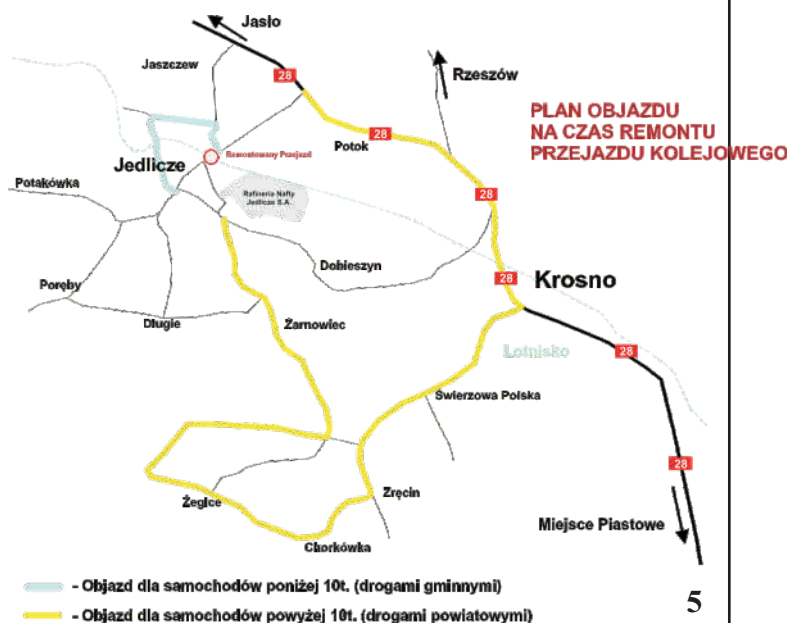 Jasło
Jaszczew
28
Rzeszów
PLAN OBJAZDU
NA CZAS REMONTU
PRZEJAZDU KOLEJOWEGO
28
Potok
Remontowany Przejazd
Jedlicze
Potakówka
Rafineria Nafty
Jedlicze S.A.
28
Dobieszyn
28
Krosno
Poręby
Długie
Żarnowiec
Lotnisko
28
Świerzowa Polska
28
Żeglce
Zręcin
Chorkówka
Miejsce Piastowe
- Objazd dla samochodów poniżej 10t. (drogami gminnymi)
- Objazd dla samochodów powyżej 10t. (drogami powiatowymi)
5